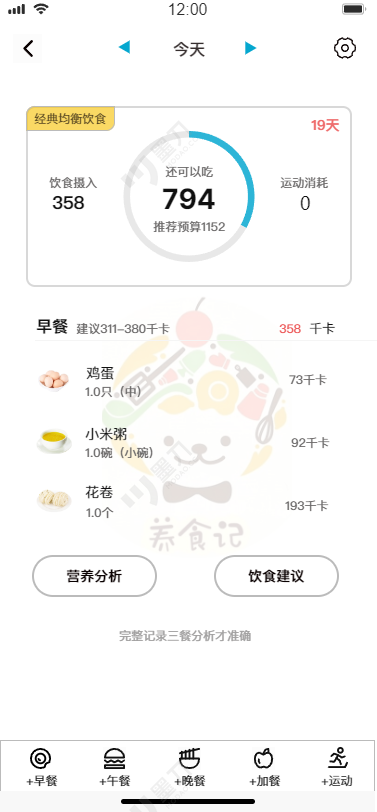 12:00
今天
经典均衡饮食
19天
饮食摄入
358
还可以吃
794
推荐预算1152
运动消耗
0
早餐 建议311-380千卡 358 千卡
鸡蛋
1.0只（中）
73千卡
小米粥
1.0碗（小碗）
92千卡
花卷
1.0个
193千卡
养食记
营养分析 饮食建议
完整记录三餐分析才准确
+早餐 +午餐 +晚餐 +加餐 +运动